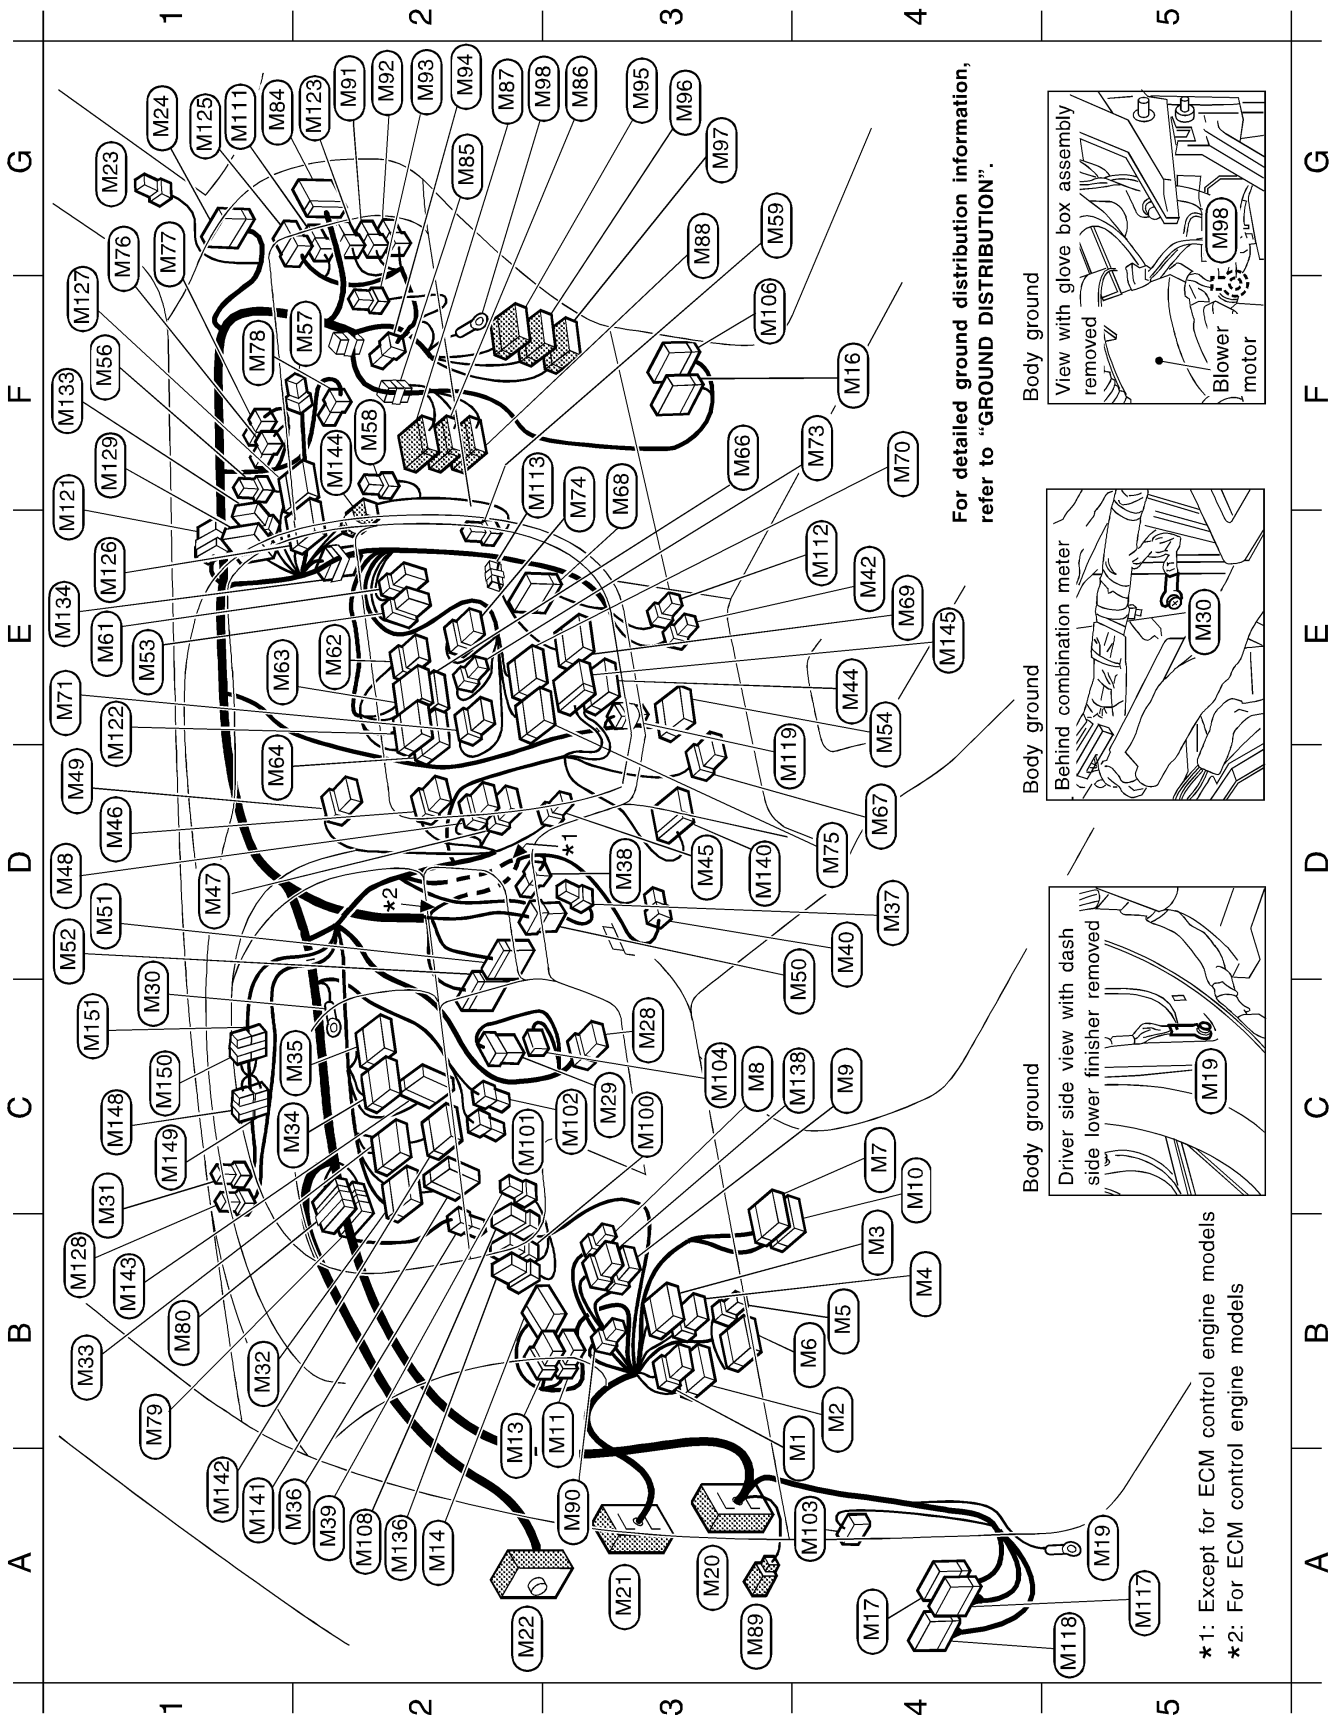 A
B
C
D
E
F
G
1
2
3
4
5
M22
M21
M20
M89
M17
M118
M117
M19
M103
M90
M142
M141
M36
M39
M108
M136
M14
M13
M11
M79
M33
M80
M32
M143
M128
M31
M149
M148
M150
M151
M30
M34
M35
M52
M51
M47
M48
M46
M49
M64
M122
M71
M63
M62
M53
M61
M134
M126
M121
M129
M133
M56
M127
M76
M77
M78
M57
M144
M58
M23
M24
M125
M111
M84
M123
M91
M92
M93
M94
M87
M98
M86
M85
M95
M96
M97
M88
M59
M106
M16
M113
M74
M68
M66
M73
M70
M112
M42
M69
M145
M44
M54
M119
M67
M75
M140
M45
M38
M37
M40
M50
M28
M29
M104
M8
M138
M9
M102
M101
M100
M7
M10
M3
M4
M5
M6
M2
M1
*1
*2
For detailed ground distribution information,
refer to “GROUND DISTRIBUTION”.
Body ground
Driver side view with dash
side lower finisher removed
M19
Body ground
Behind combination meter
M30
Body ground
View with glove box assembly
removed
Blower
motor
M98
*1: Except for ECM control engine models
*2: For ECM control engine models
A
B
C
D
E
F
G
1
2
3
4
5